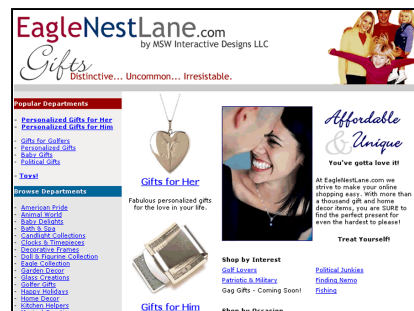 EagleNestLane.com
by MSW Interactive Designs LLC
Gifts
Distinctive... Uncommon... Irresistable.
Popular Departments
- Personalized Gifts for Her
- Personalized Gifts for Him
- Gifts for Golfers
- Personalized Gifts
- Baby Gifts
- Political Gifts
- Toys!
Browse Departments
- American Pride
- Animal World
- Baby Delights
- Bath & Spa
- Candlight Collections
- Clocks & Timepieces
- Decorative Frames
- Doll & Figurine Collection
- Eagle Collection
- Garden Decor
- Glass Creations
- Golfer Gifts
- Happy Holidays
- Home Decor
- Kitchen Helpers
Gifts for Her
Fabulous personalized gifts
for the love in your life.
Gifts for Him
Affordable
& Unique
You've gotta love it!
At EagleNestLane.com we
strive to make your online
shopping easy. With more than
a thousand gift and home
decor items, you are SURE to
find the perfect present for
even the hardest to please!
Treat Yourself!
Shop by Interest
Golf Lovers
Political Junkies
Patriotic & Military
Finding Nemo
Gag Gifts - Coming Soon!
Fishing
Shop by Occasion